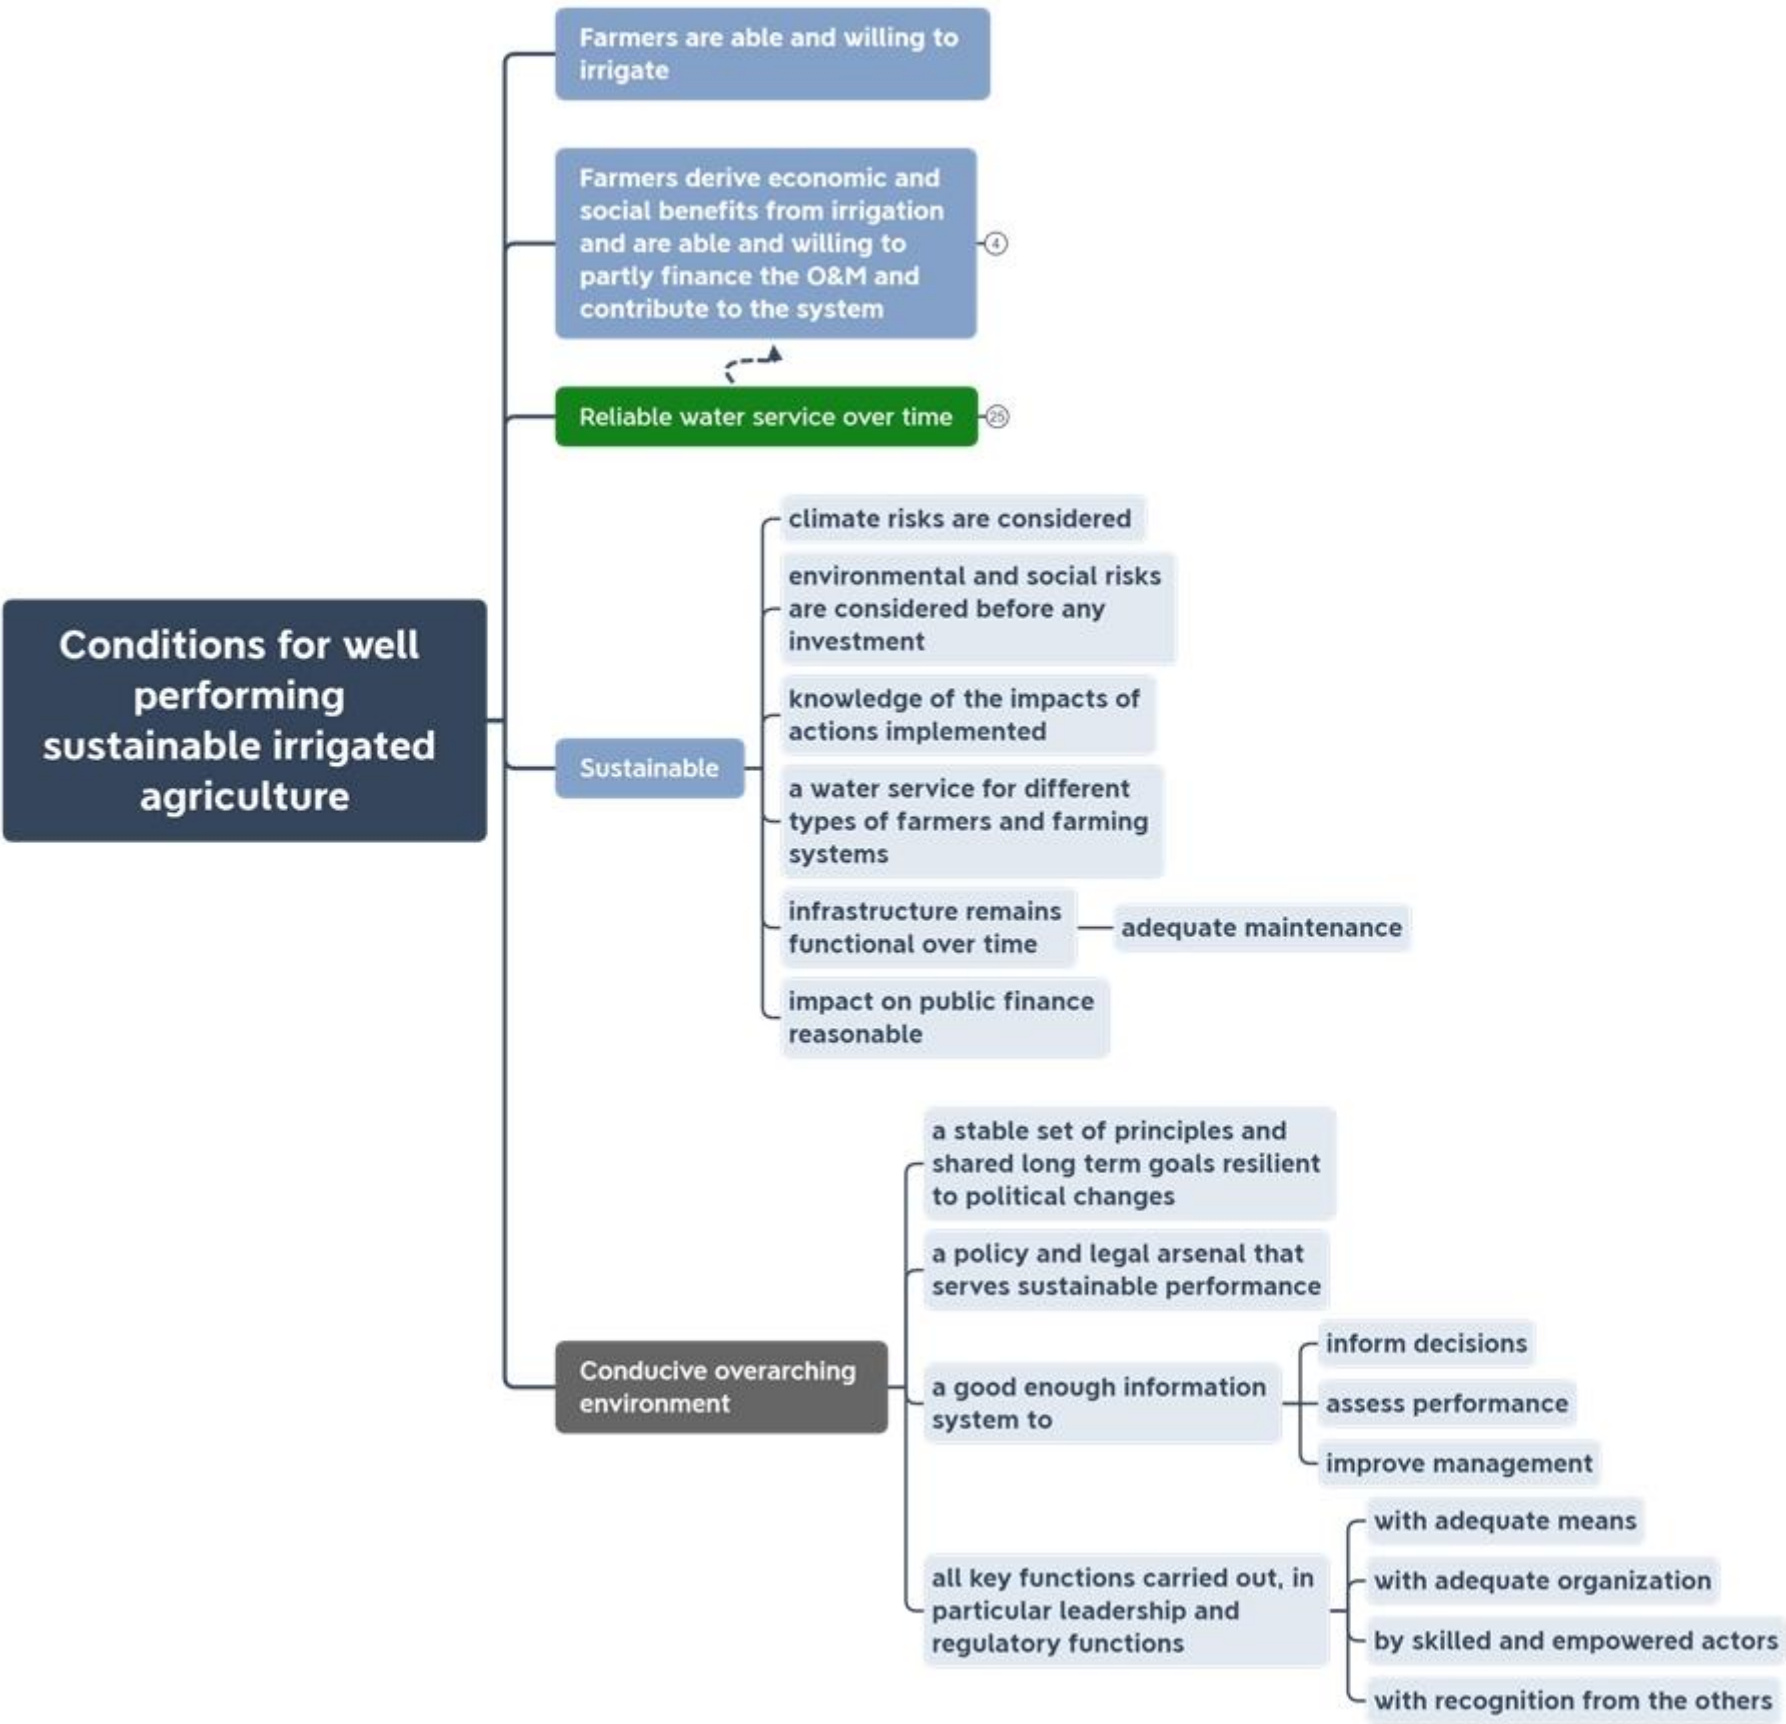 Farmers are able and willing to
irrigate
Farmers derive economic and
social benefits from irrigation
and are able and willing to
partly finance the O&M and
contribute to the system
4
Reliable water service over time
25
Conditions for well
performing
sustainable irrigated
agriculture
Sustainable
climate risks are considered
environmental and social risks
are considered before any
investment
knowledge of the impacts of
actions implemented
a water service for different
types of farmers and farming
systems
infrastructure remains
functional over time
adequate maintenance
impact on public finance
reasonable
Conducive overarching
environment
a stable set of principles and
shared long term goals resilient
to political changes
a policy and legal arsenal that
serves sustainable performance
a good enough information
system to
inform decisions
assess performance
improve management
all key functions carried out, in
particular leadership and
regulatory functions
with adequate means
with adequate organization
by skilled and empowered actors
with recognition from the others